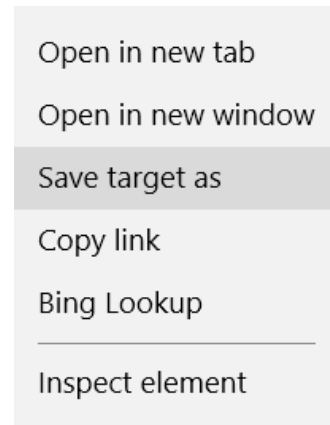 Open in new tab
Open in new window
Save target as
Copy link
Bing Lookup
Inspect element